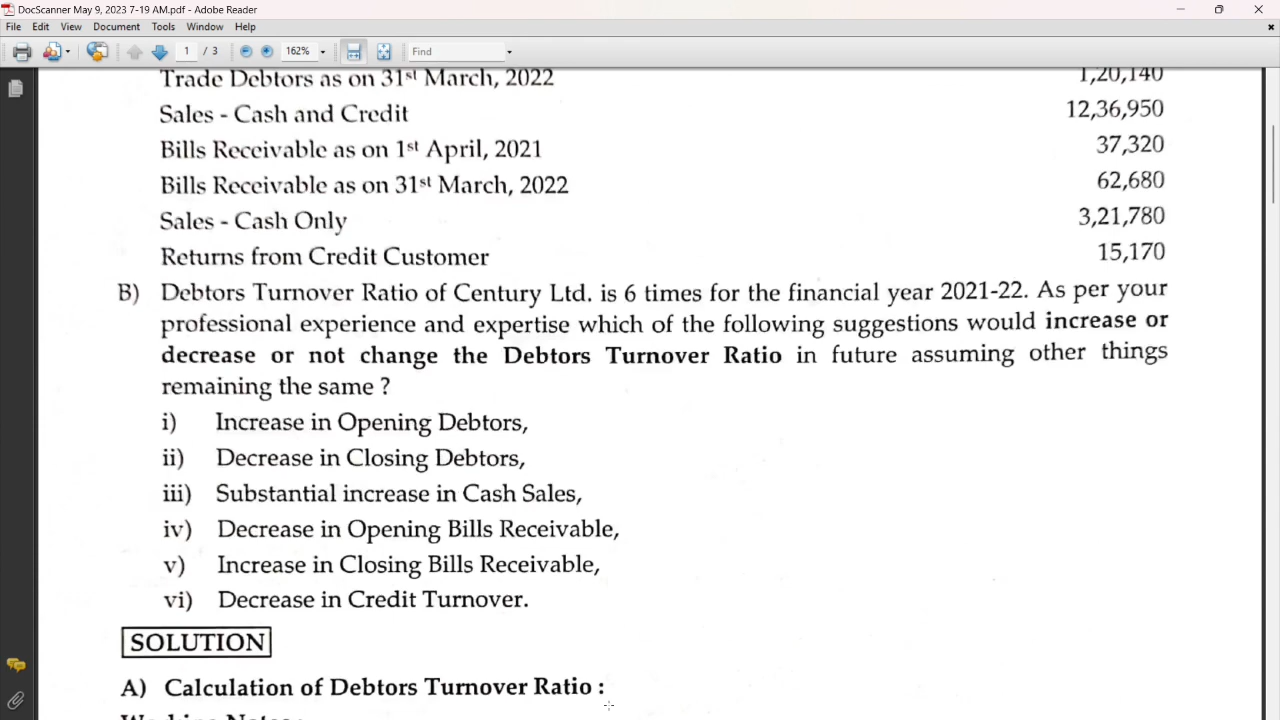 DocScanner May 9, 2023 7-19 AM.pdf - Adobe Reader
File Edit View Document Tools Window Help
1 / 3 162% Find
Trade Debtors as on 31st March, 2022 1,20,140
Sales - Cash and Credit 12,36,950
Bills Receivable as on 1st April, 2021 37,320
Bills Receivable as on 31st March, 2022 62,680
Sales - Cash Only 3,21,780
Returns from Credit Customer 15,170
B) Debtors Turnover Ratio of Century Ltd. is 6 times for the financial year 2021-22. As per your
professional experience and expertise which of the following suggestions would increase or
decrease or not change the Debtors Turnover Ratio in future assuming other things
remaining the same ?
i) Increase in Opening Debtors,
ii) Decrease in Closing Debtors,
iii) Substantial increase in Cash Sales,
iv) Decrease in Opening Bills Receivable,
v) Increase in Closing Bills Receivable,
vi) Decrease in Credit Turnover.
SOLUTION
A) Calculation of Debtors Turnover Ratio :
Working Notes :